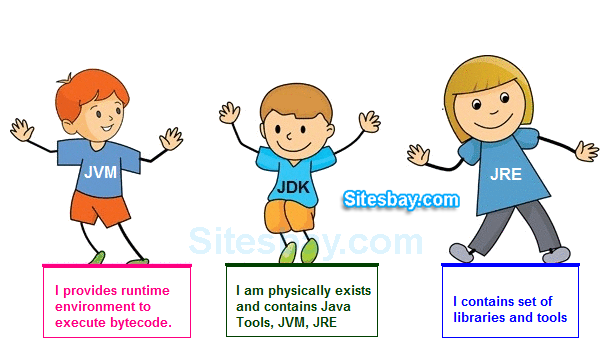 JVM
JDK
JRE
Sitesbay.com
Sitesbay.com
I provides runtime
environment to
execute bytecode.
I am physically exists
and contains Java
Tools, JVM, JRE
I contains set of
libraries and tools